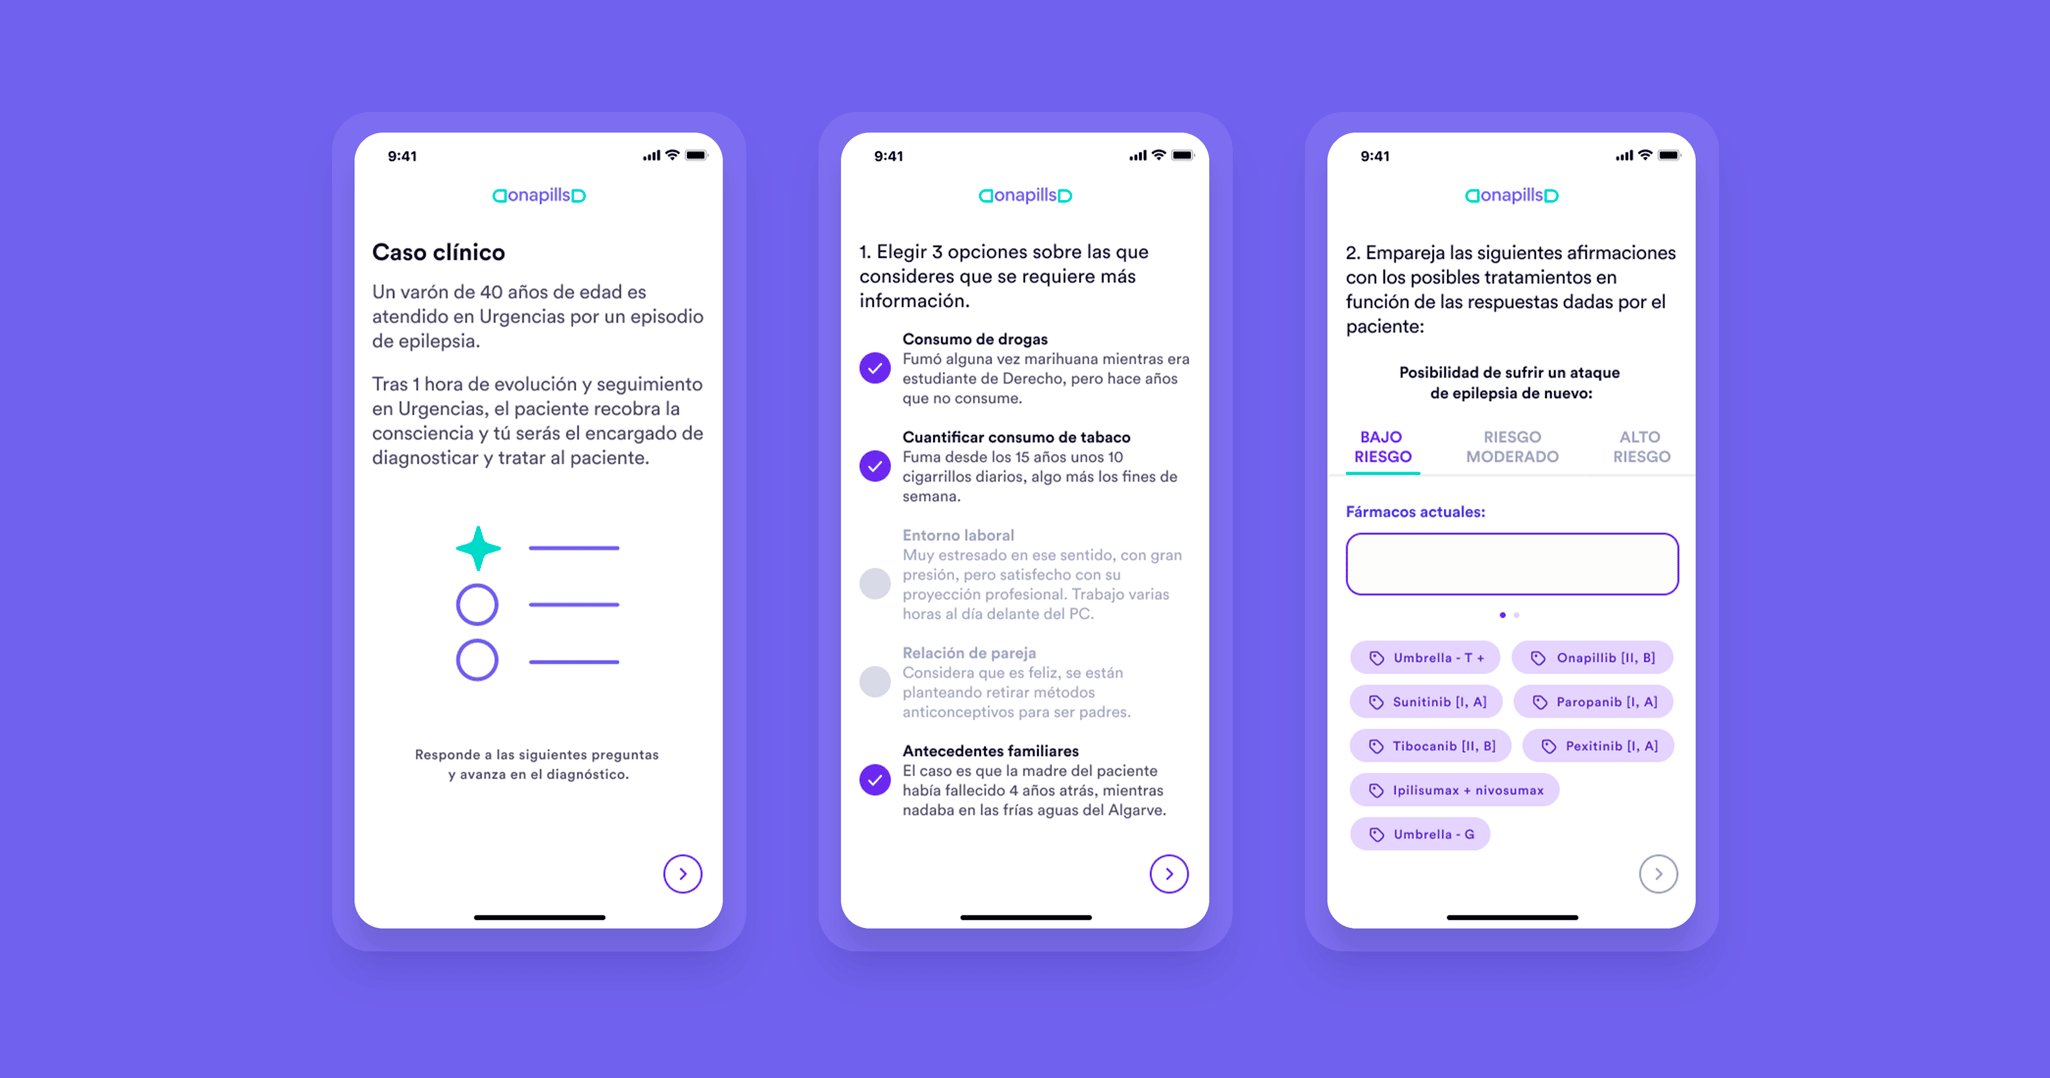 9:41
onapills
Caso clínico
Un varón de 40 años de edad es
atendido en Urgencias por un episodio
de epilepsia.
Tras 1 hora de evolución y seguimiento
en Urgencias, el paciente recobra la
consciencia y tú serás el encargado de
diagnosticar y tratar al paciente.
Responde a las siguientes preguntas
y avanza en el diagnóstico.
9:41
onapills
1. Elegir 3 opciones sobre las que
consideres que se requiere más
información.
Consumo de drogas
Fumó alguna vez marihuana mientras era
estudiante de Derecho, pero hace años
que no consume.
Cuantificar consumo de tabaco
Fuma desde los 15 años unos 10
cigarrillos diarios, algo más los fines de
semana.
Entorno laboral
Muy estresado en ese sentido, con gran
presión, pero satisfecho con su
proyección profesional. Trabajo varias
horas al día delante del PC.
Relación de pareja
Considera que es feliz, se están
planteando retirar métodos
anticonceptivos para ser padres.
Antecedentes familiares
El caso es que la madre del paciente
había fallecido 4 años atrás, mientras
nadaba en las frías aguas del Algarve.
9:41
onapills
2. Empareja las siguientes afirmaciones
con los posibles tratamientos en
función de las respuestas dadas por el
paciente:
Posibilidad de sufrir un ataque
de epilepsia de nuevo:
BAJO RIESGO
RIESGO MODERADO
ALTO RIESGO
Fármacos actuales:
Umbrella - T +
Onapillib [II, B]
Sunitinib [I, A]
Paropanib [I, A]
Tibocanib [II, B]
Pexitinib [I, A]
Ipilisumax + nivosumax
Umbrella - G